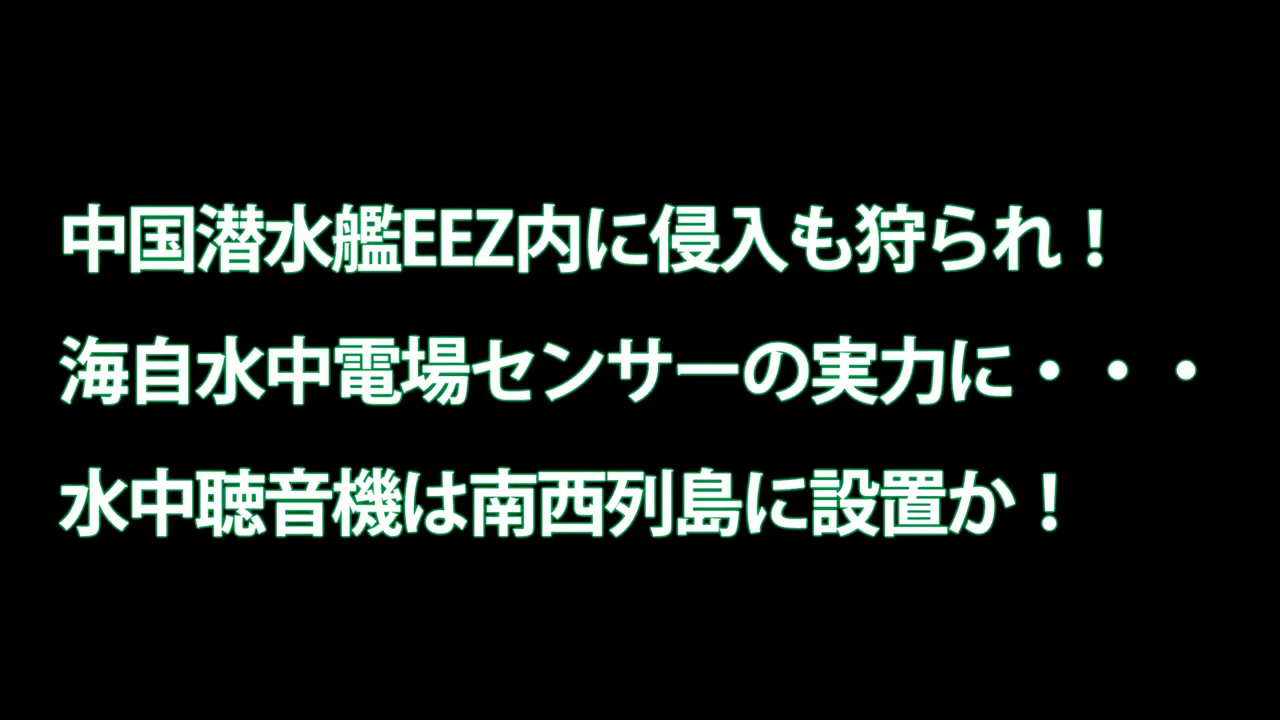 中国潜水艦EEZ内に侵入も狩られ！
海自水中電場センサーの実力に・・・
水中聴音機は南西列島に設置か！